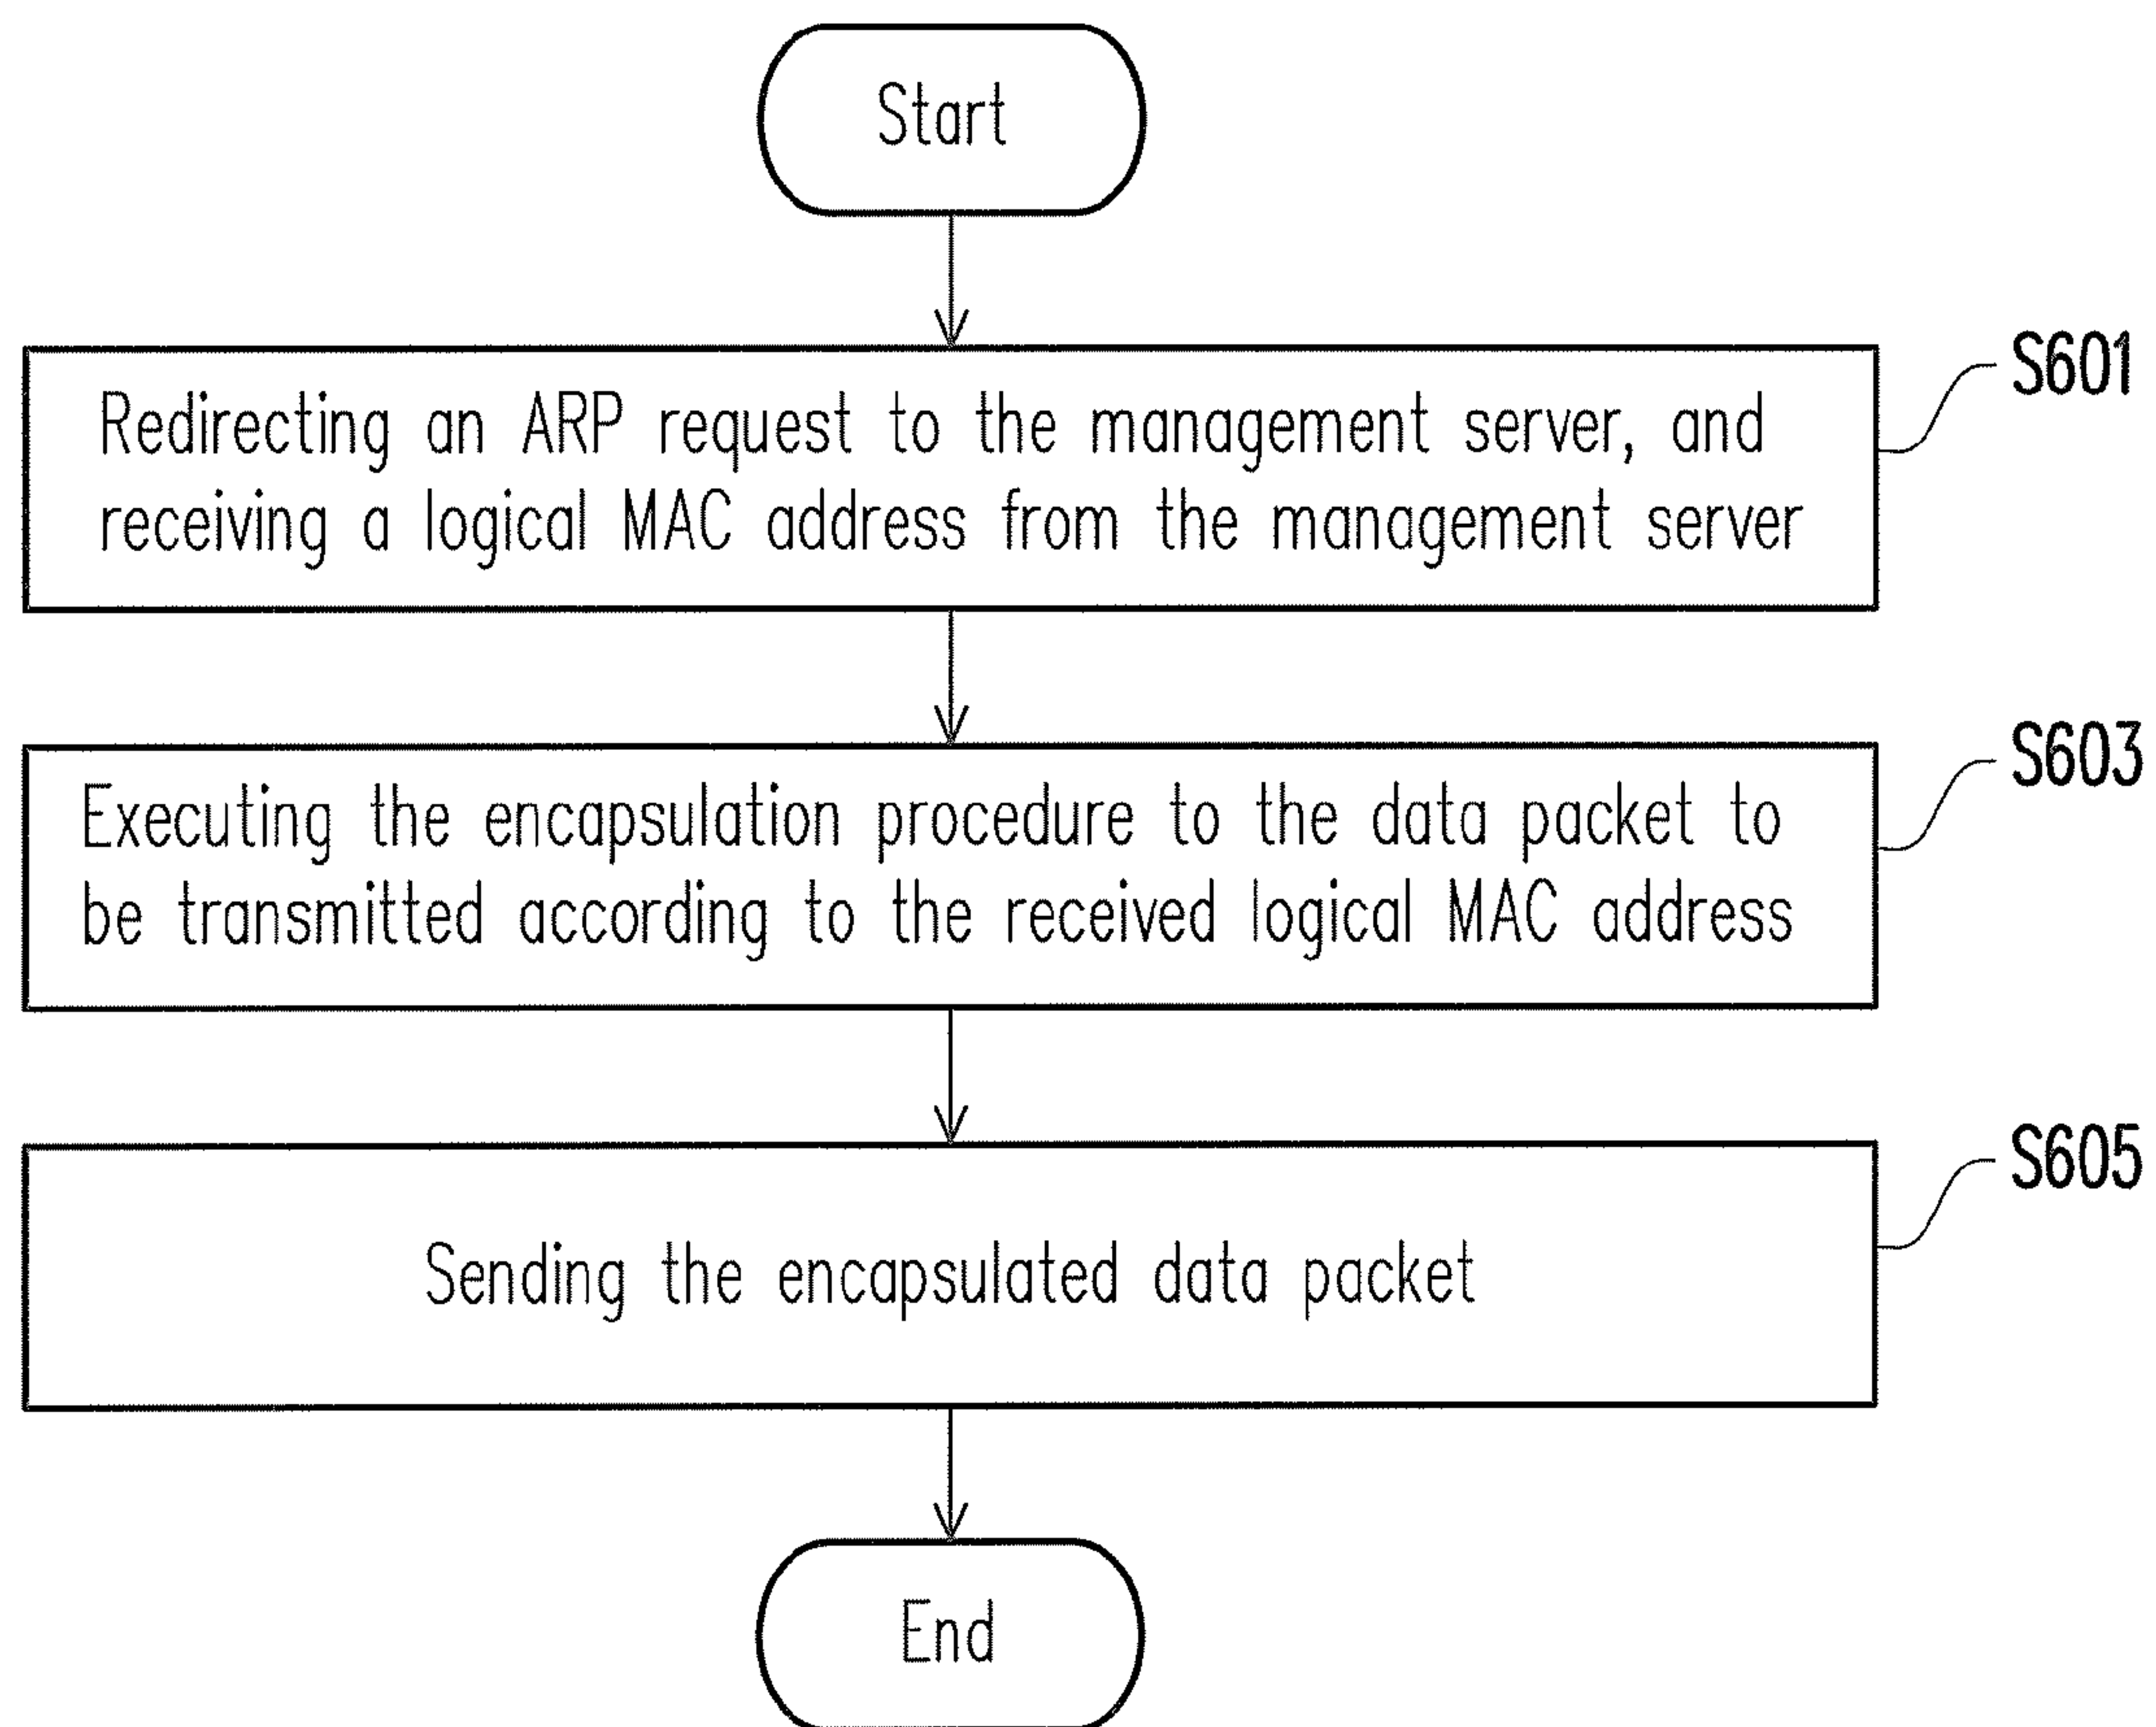 Start
S601
Redirecting an ARP request to the management server, and
receiving a logical MAC address from the management server
S603
Executing the encapsulation procedure to the data packet to
be transmitted according to the received logical MAC address
S605
Sending the encapsulated data packet
End